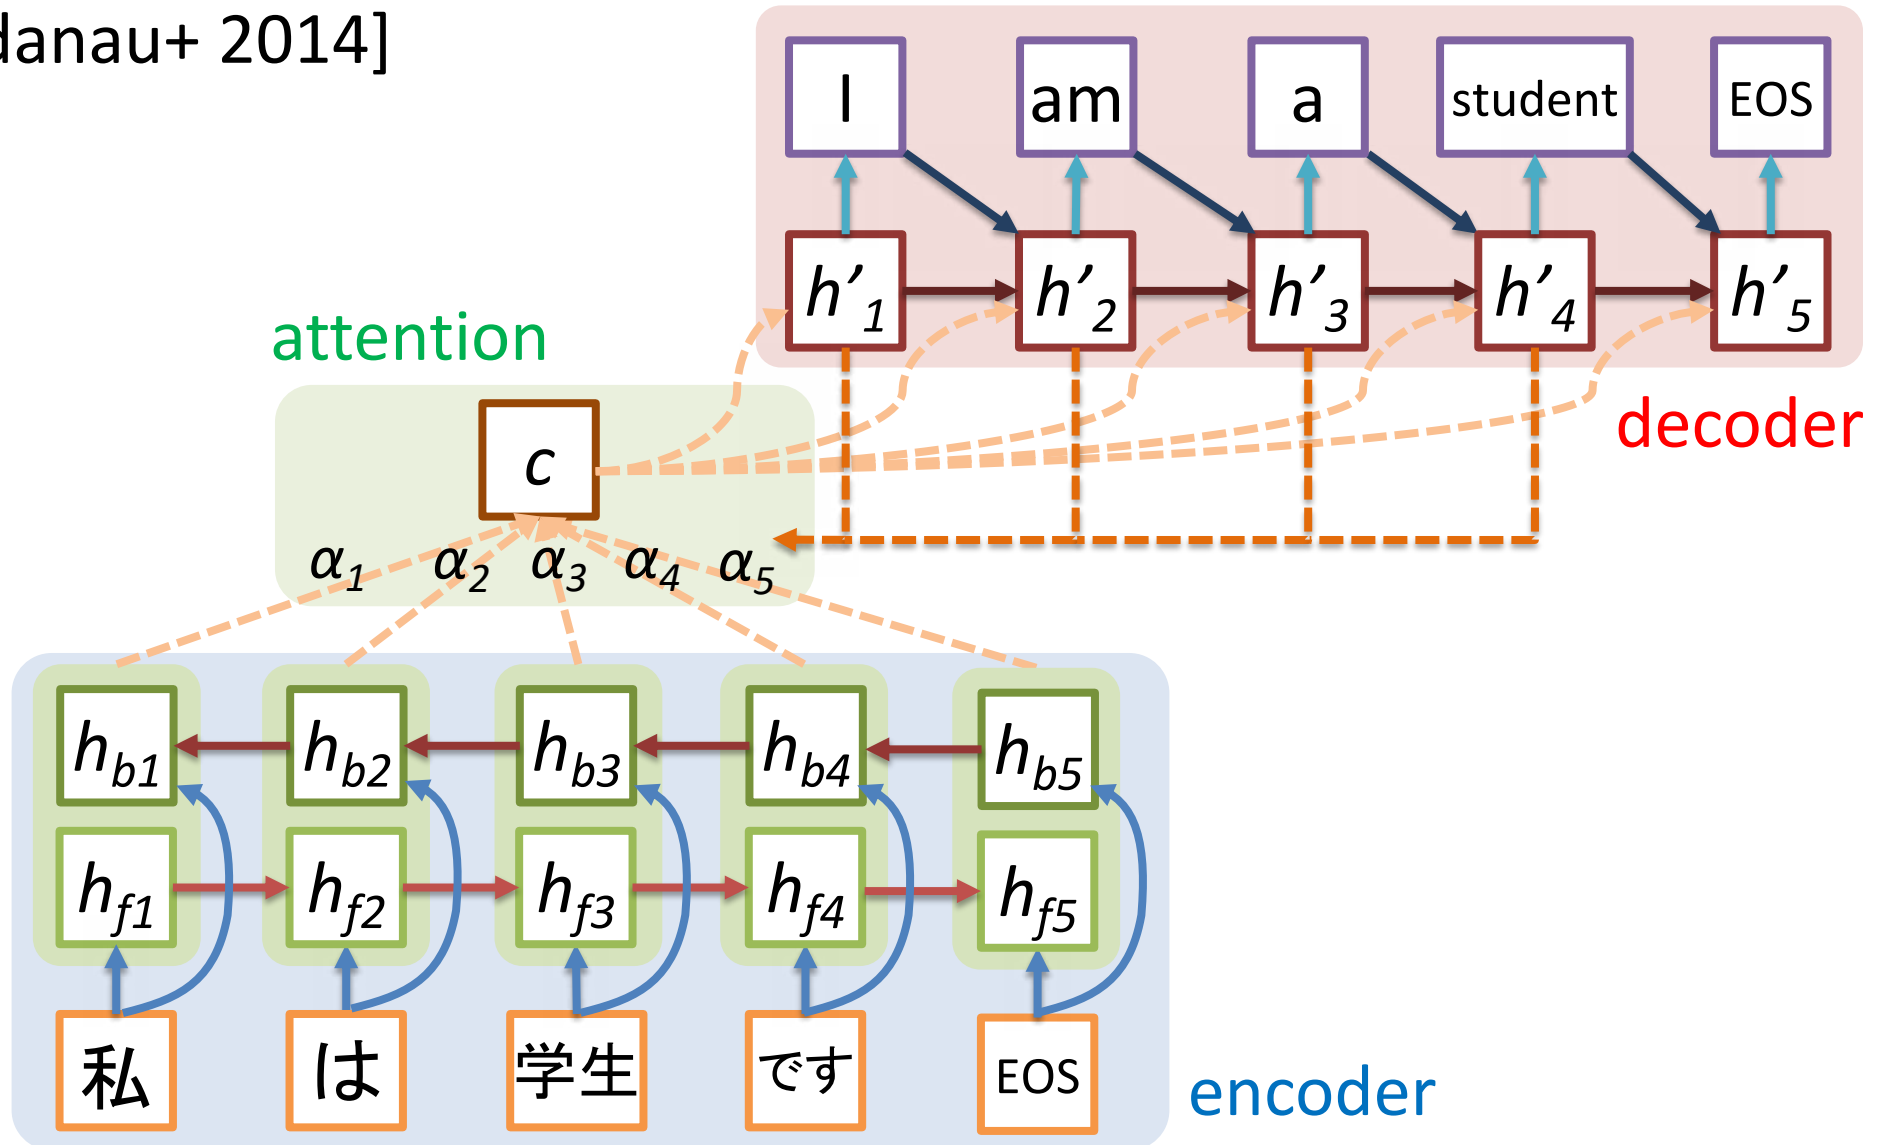 danau+ 2014]
I am a student EOS
h'1 h'2 h'3 h'4 h'5
attention
decoder
c
α1 α2 α3 α4 α5
hb1 hb2 hb3 hb4 hb5
hf1 hf2 hf3 hf4 hf5
私 は 学生 です EOS
encoder